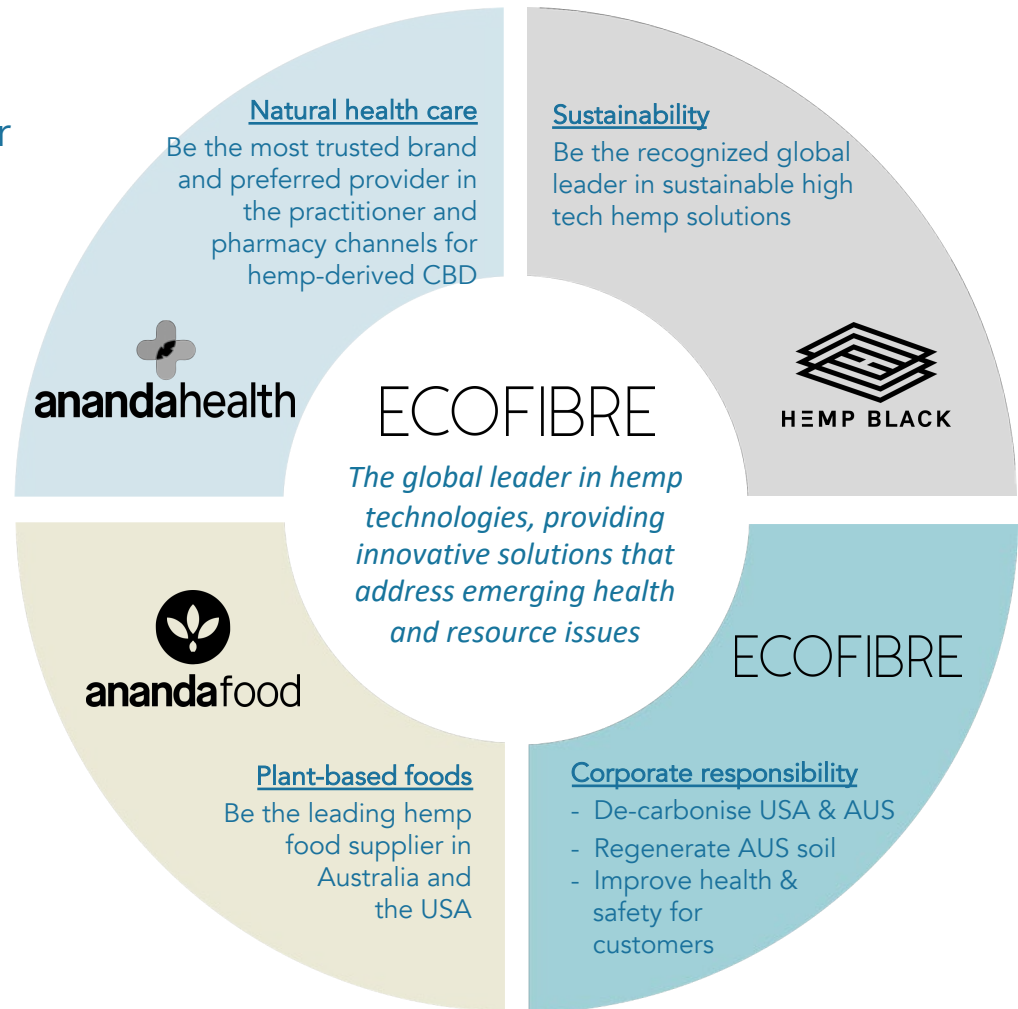 r
Natural health care
Be the most trusted brand
and preferred provider in
the practitioner and
pharmacy channels for
hemp-derived CBD
anandahealth
Sustainability
Be the recognized global
leader in sustainable high
tech hemp solutions
HEMP BLACK
ECOFIBRE
The global leader in hemp
technologies, providing
innovative solutions that
address emerging health
and resource issues
anandafood
Plant-based foods
Be the leading hemp
food supplier in
Australia and
the USA
ECOFIBRE
Corporate responsibility
- De-carbonise USA & AUS
- Regenerate AUS soil
- Improve health &
safety for
customers